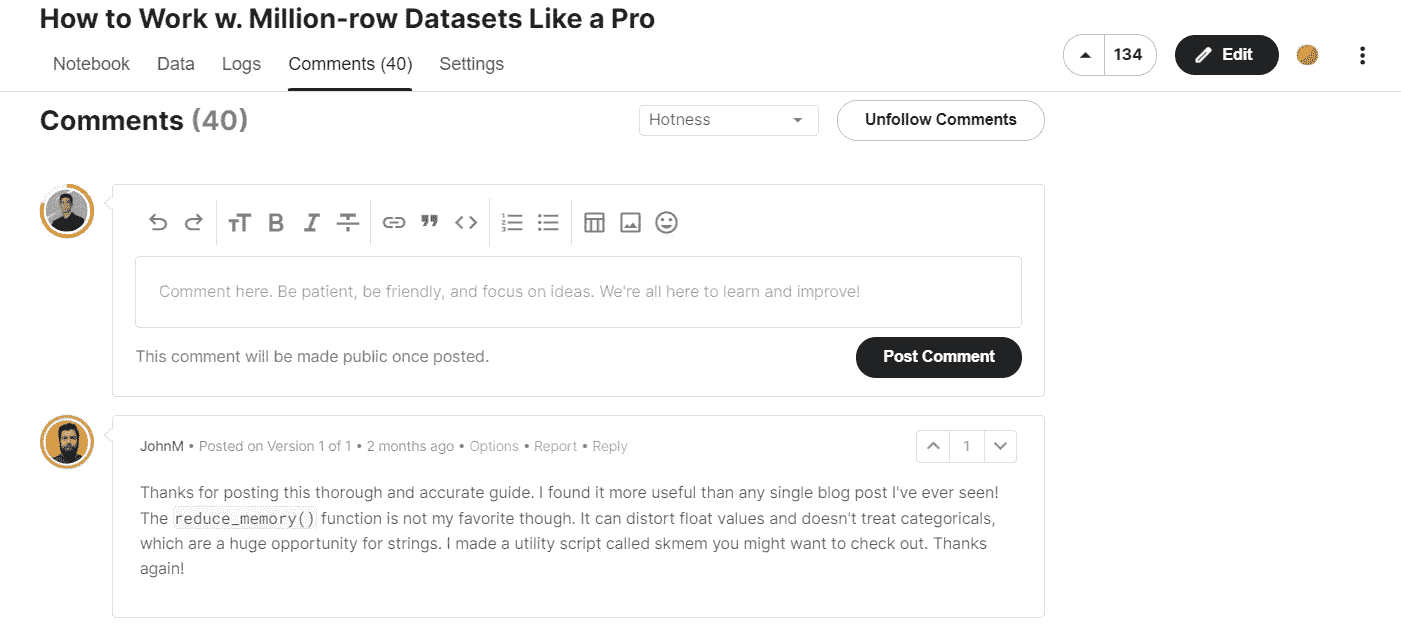 How to Work w. Million-row Datasets Like a Pro
Notebook Data Logs Comments (40) Settings
134 Edit
Comments (40)
Hotness
Unfollow Comments
Comment here. Be patient, be friendly, and focus on ideas. We're all here to learn and improve!
This comment will be made public once posted.
Post Comment
JohnM • Posted on Version 1 of 1 • 2 months ago • Options • Report • Reply
1
Thanks for posting this thorough and accurate guide. I found it more useful than any single blog post I've ever seen!
The reduce_memory() function is not my favorite though. It can distort float values and doesn't treat categoricals,
which are a huge opportunity for strings. I made a utility script called skmem you might want to check out. Thanks
again!